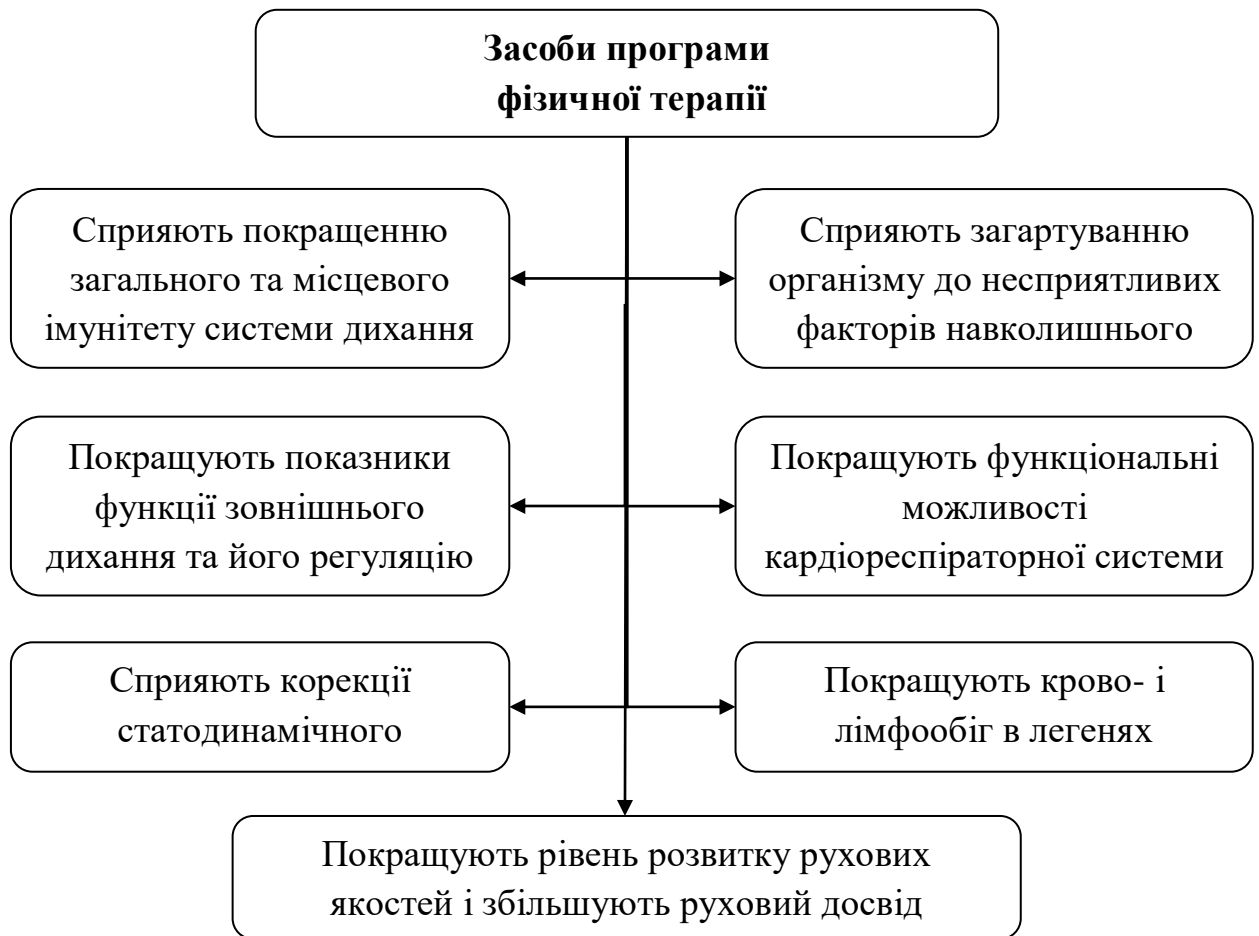 Засоби програми
фізичної терапії
Сприяють покращенню
загального та місцевого
імунітету системи дихання
Сприяють загартуванню
організму до несприятливих
факторів навколишнього
Покращують показники
функції зовнішнього
дихання та його регуляцію
Покращують функціональні
можливості
кардіореспіраторної системи
Сприяють корекції
статодинамічного
Покращують крово- і
лімфообіг в легенях
Покращують рівень розвитку рухових
якостей і збільшують руховий досвід